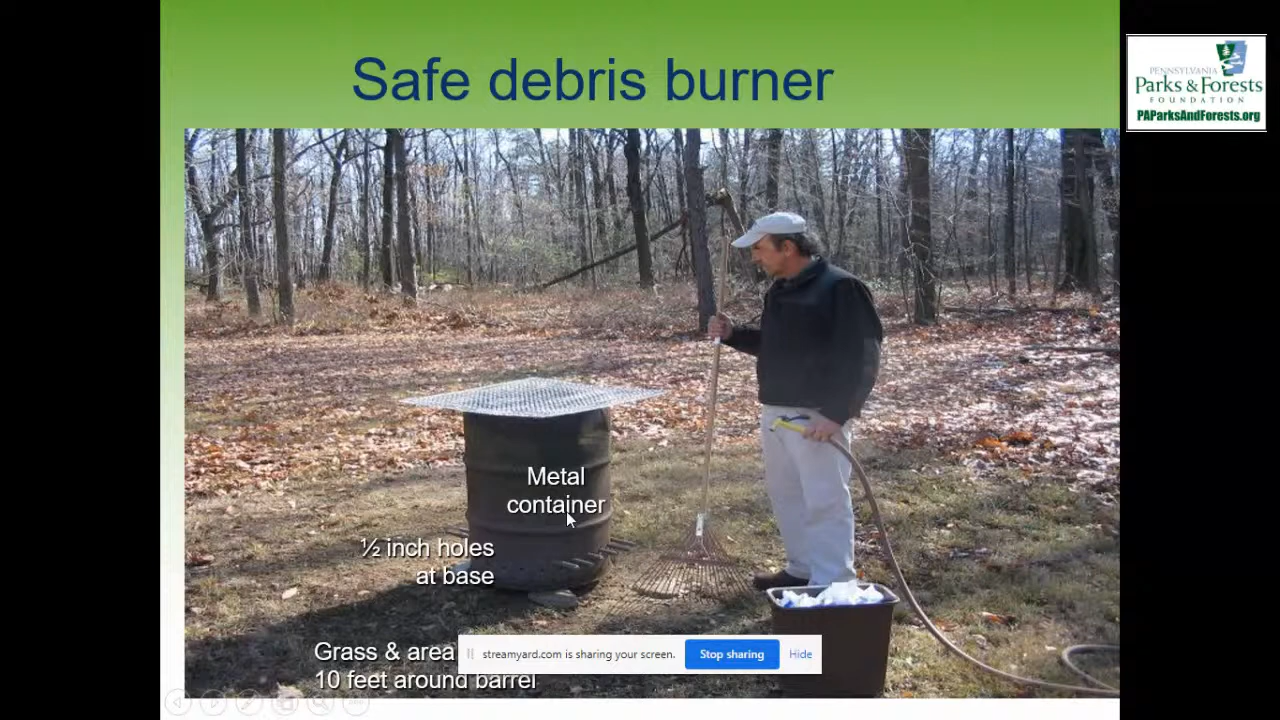 Safe debris burner
PENNSYLVANIA
Parks & Forests
FOUNDATION
PAParksAndForests.org
Metal
container
½ inch holes
at base
Grass & area
10 feet around barrel
streamyard.com is sharing your screen.
Stop sharing
Hide